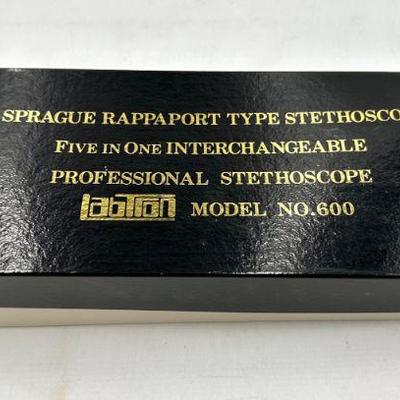 SPRAGUE RAPPAPORT TYPE STETHOSCO
FIVE IN ONE INTERCHANGEABLE
PROFESSIONAL STETHOSCOPE
LabTron MODEL NO.600